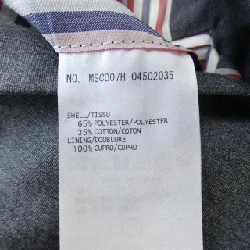 NO. MSC00/H 04502035
SHELL/TISSU
65% POLYESTER/POLYESTER
35% COTTON/COTON
LINING/DOUBLURE
100% CUPRO/CUPRO